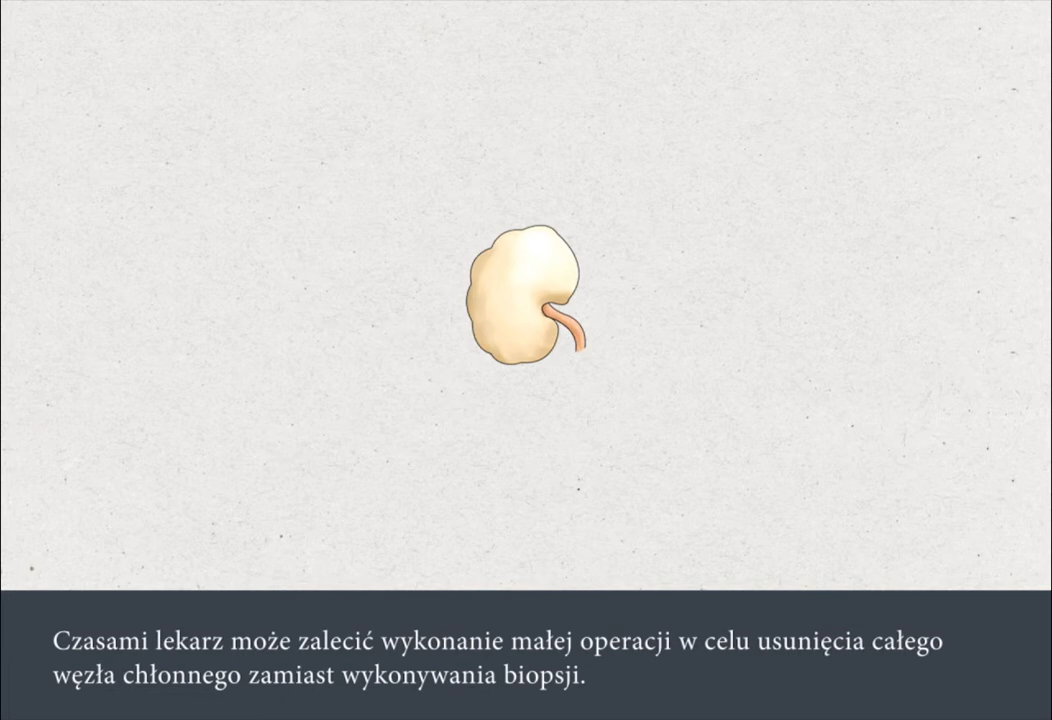 Czasami lekarz może zalecić wykonanie małej operacji w celu usunięcia całego
węzła chłonnego zamiast wykonywania biopsji.